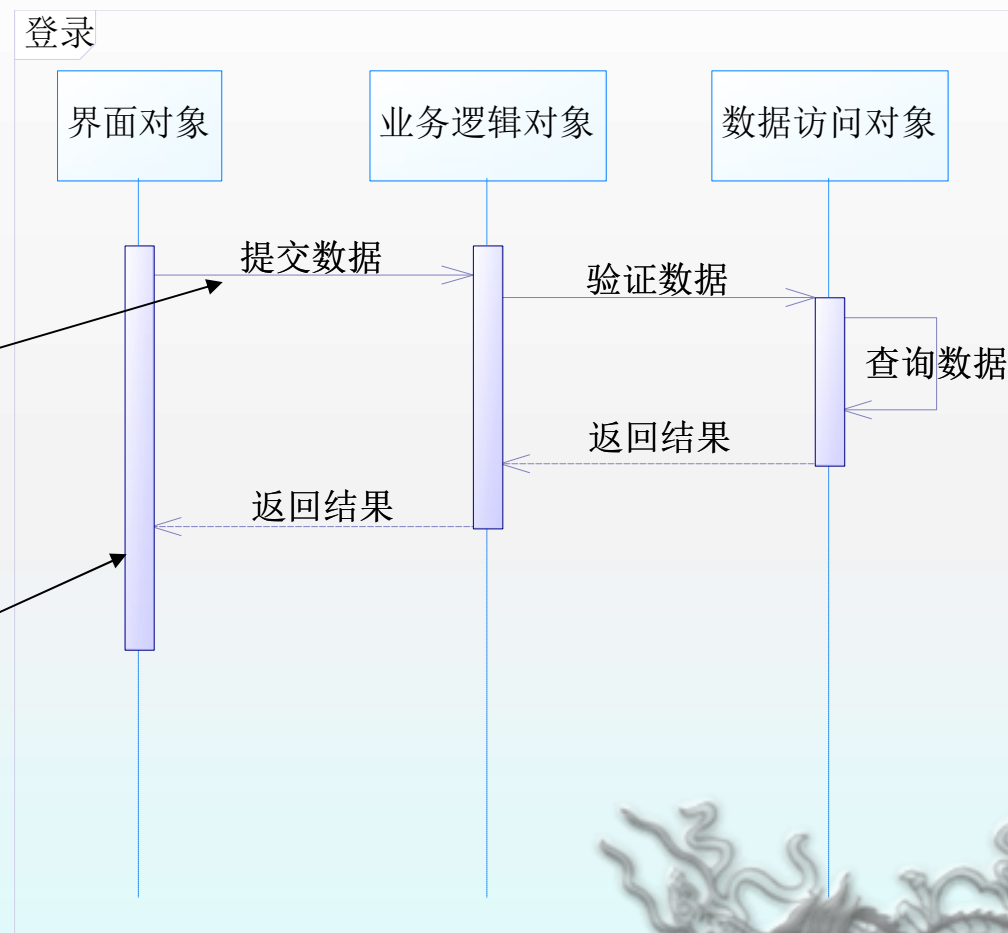 登录
界面对象
业务逻辑对象
数据访问对象
提交数据
验证数据
查询数据
返回结果
返回结果